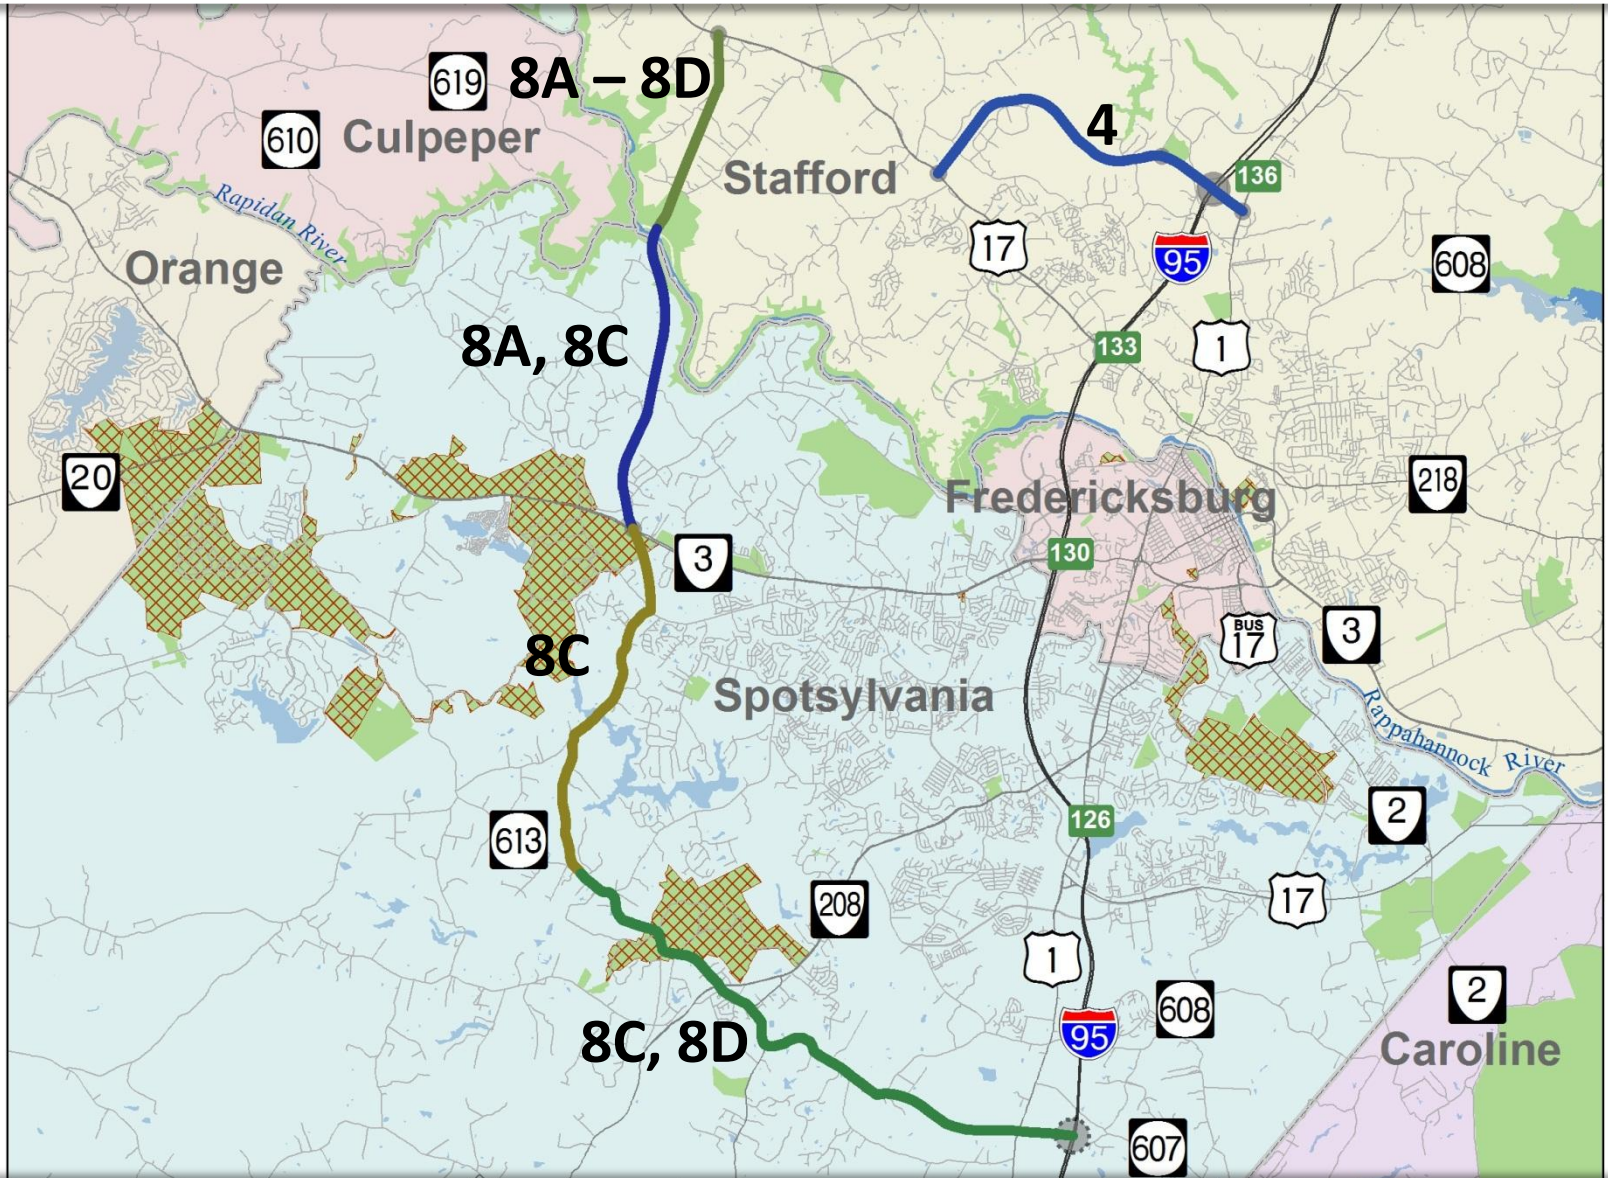 619
8A – 8D
610
Culpeper
4
Stafford
136
Rapidan River
17
95
608
Orange
8A, 8C
133
1
20
Fredericksburg
218
130
3
BUS
17
3
8C
Spotsylvania
Rappahannock River
613
126
2
208
17
1
2
608
8C, 8D
95
Caroline
607